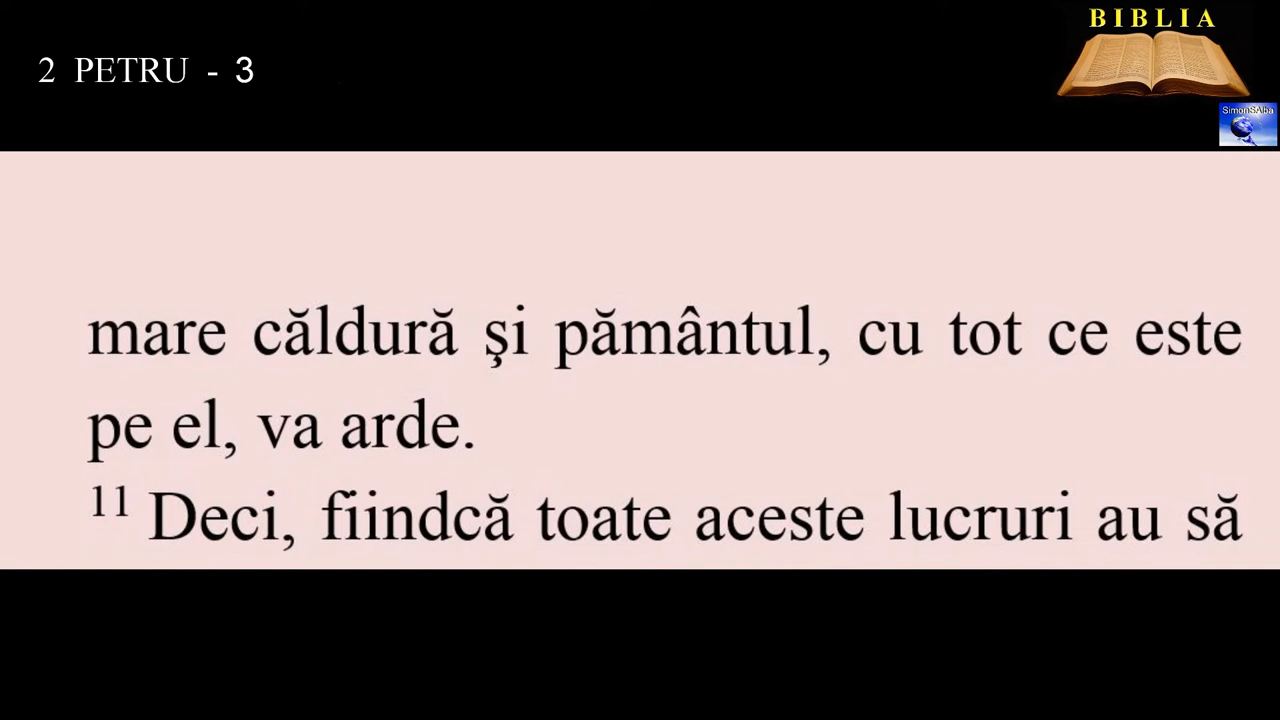 BIBLIA
2 PETRU - 3
SimonSAlba
mare căldură şi pământul, cu tot ce este
pe el, va arde.
11 Deci, fiindcă toate aceste lucruri au să